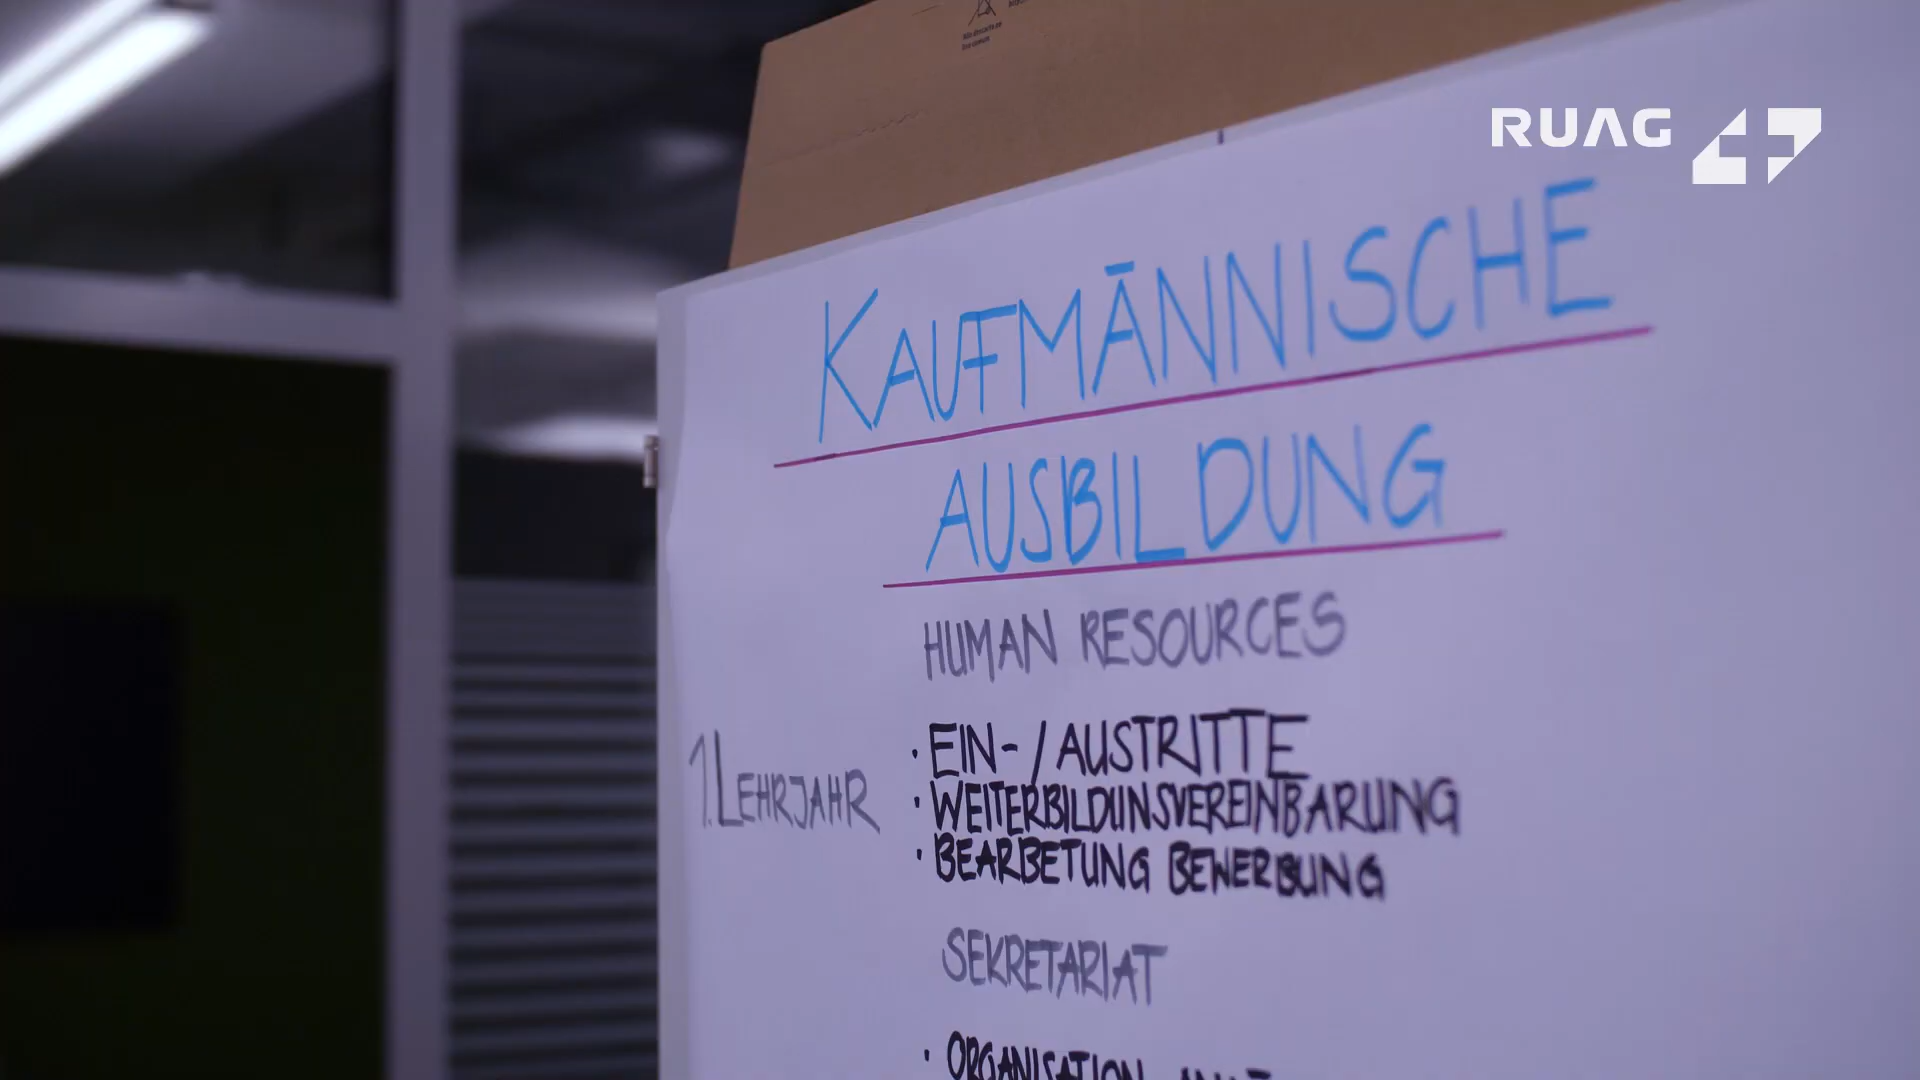 RUAG
KAUFMÄNNISCHE
AUSBILDUNG
HUMAN RESOURCES
1. LEHRJAHR
· EIN-/AUSTRITTE
· WEITERBILDUNSVEREINBARUNG
· BEARBETUNG BEWERBUNG
SEKRETARIAT
· ORGANISATION